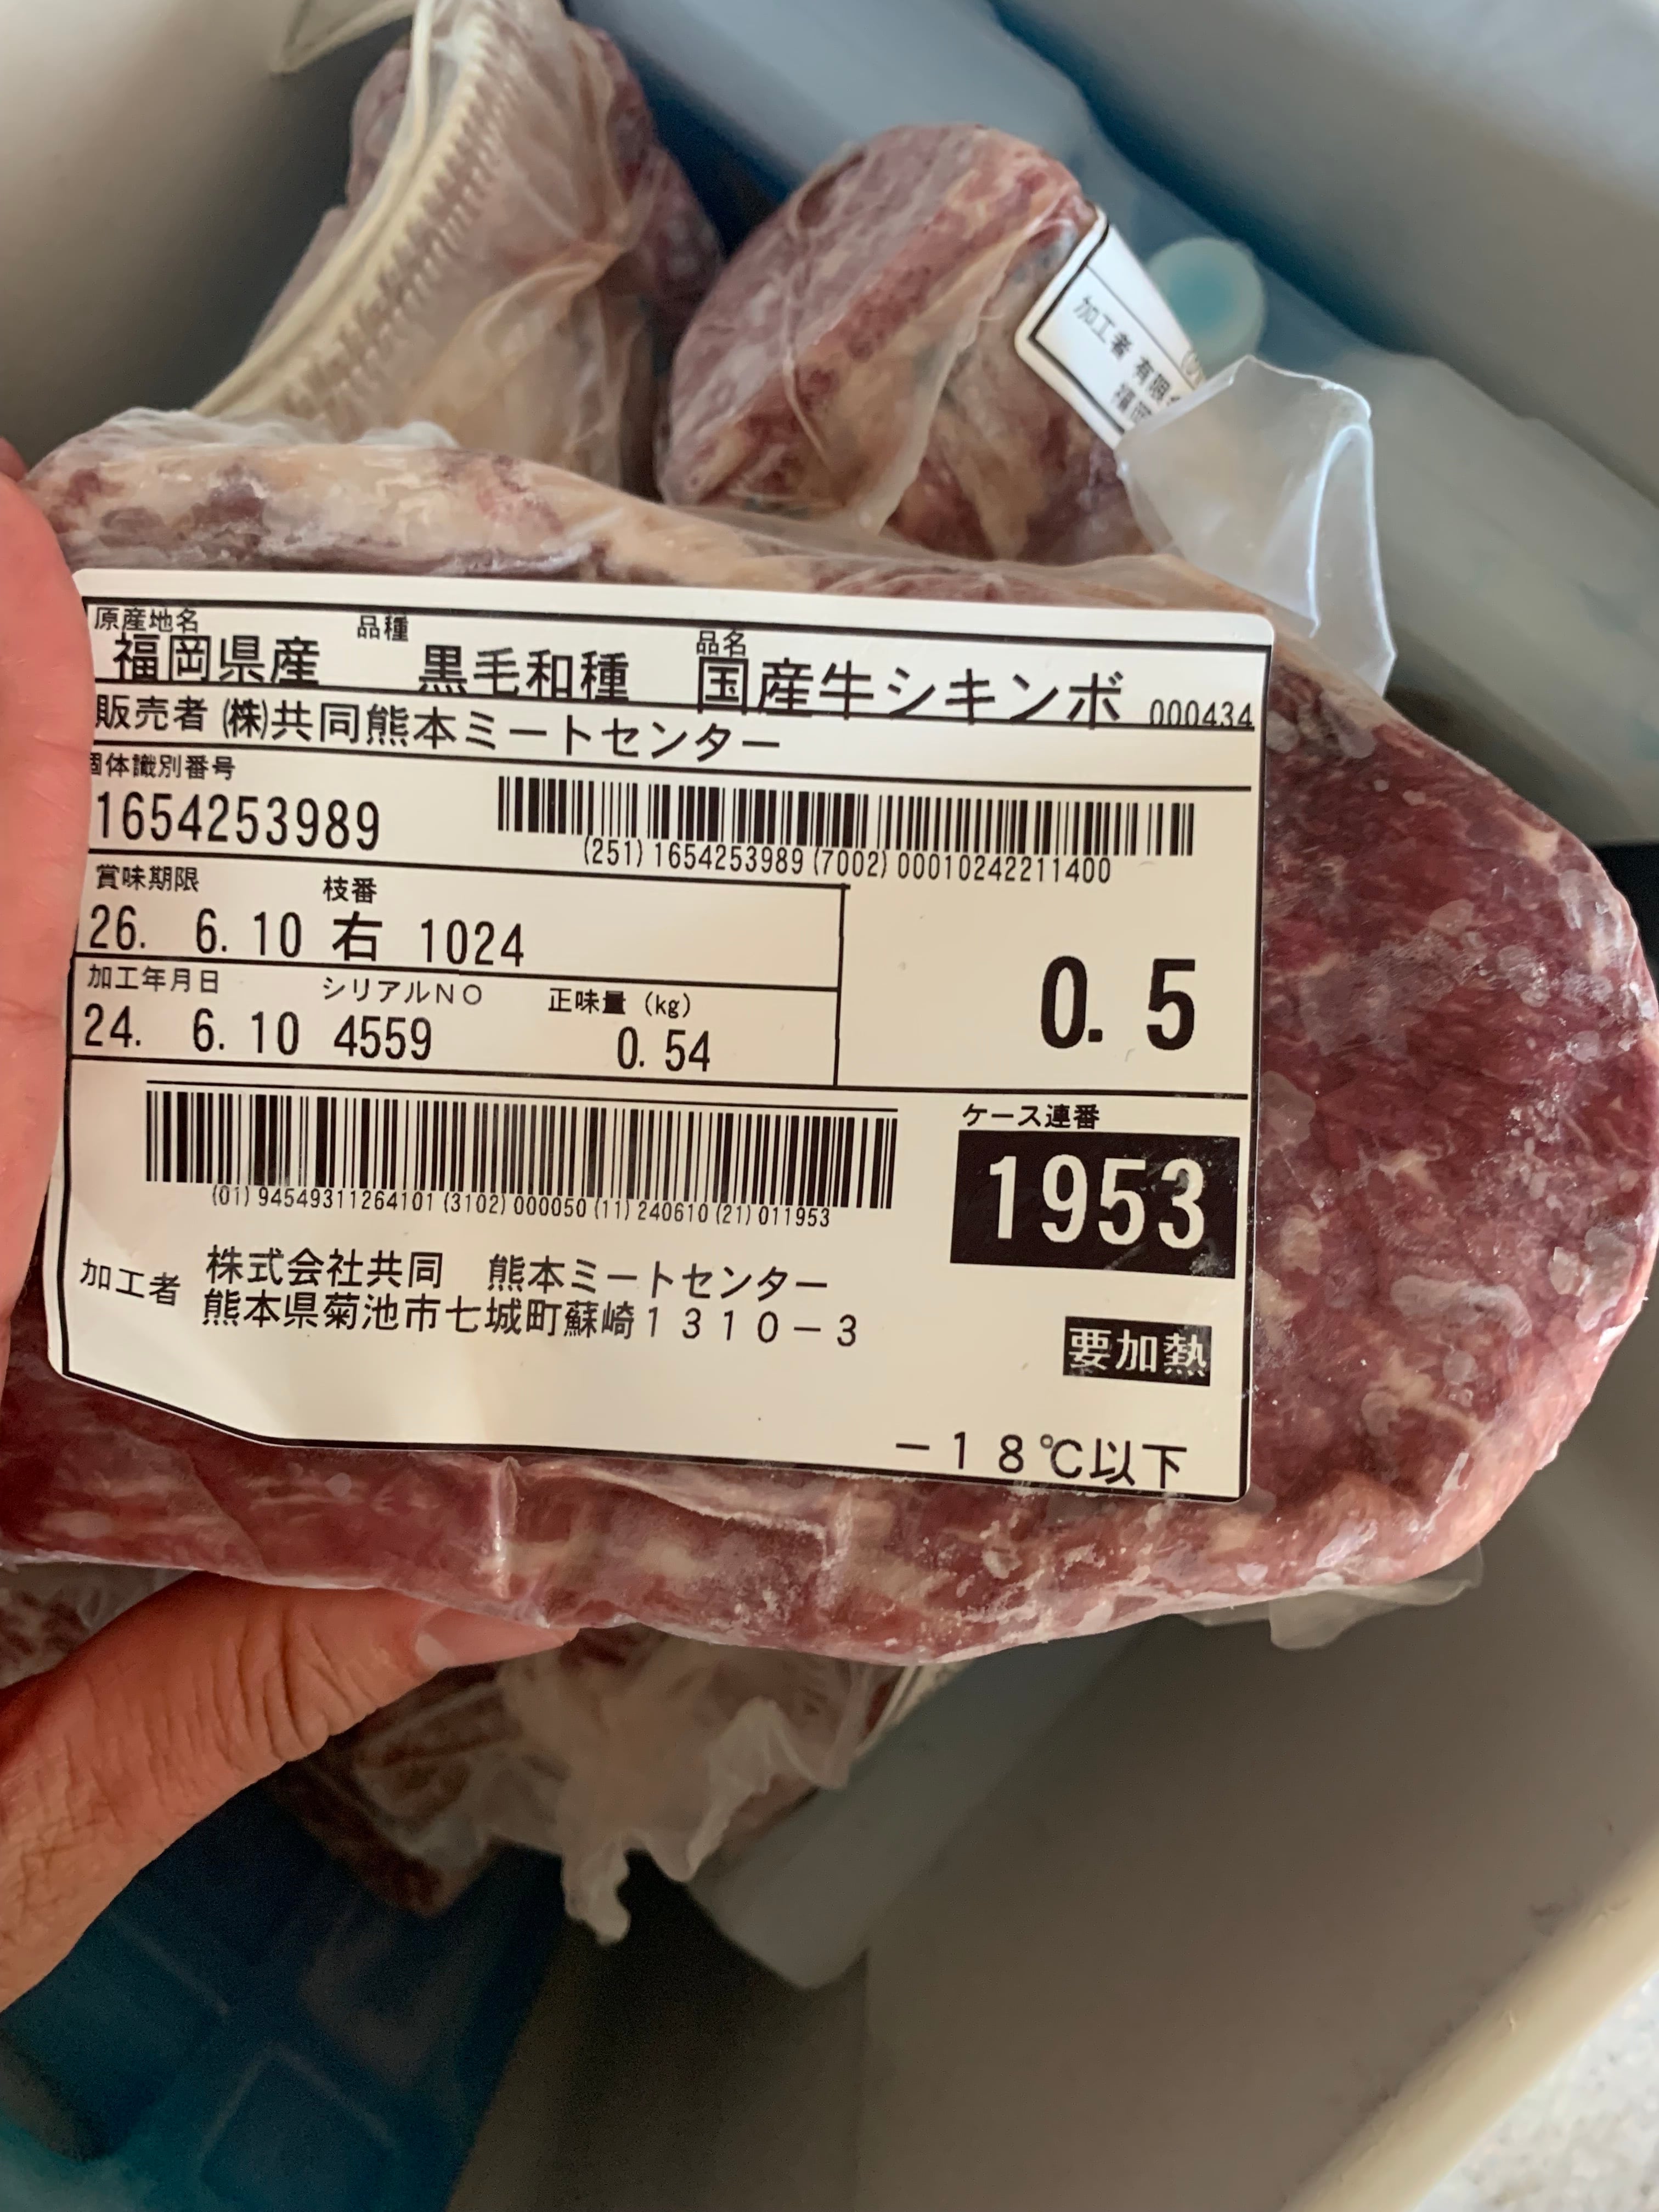 加工者 有限
福岡
原産地名 品種 品名
福岡県産 黒毛和種 国産牛シキンボ 000434
販売者 (株)共同熊本ミートセンター
個体識別番号
1654253989
(251) 1654253989 (7002) 00010242211400
賞味期限 枝番
26. 6. 10 右 1024
0. 5
加工年月日 シリアルNO 正味量 (kg)
24. 6. 10 4559 0. 54
ケース連番
1953
(01) 94549311264101 (3102) 000050 (11) 240610 (21) 011953
加工者 株式会社共同 熊本ミートセンター
熊本県菊池市七城町蘇崎1310-3
要加熱
-18℃以下